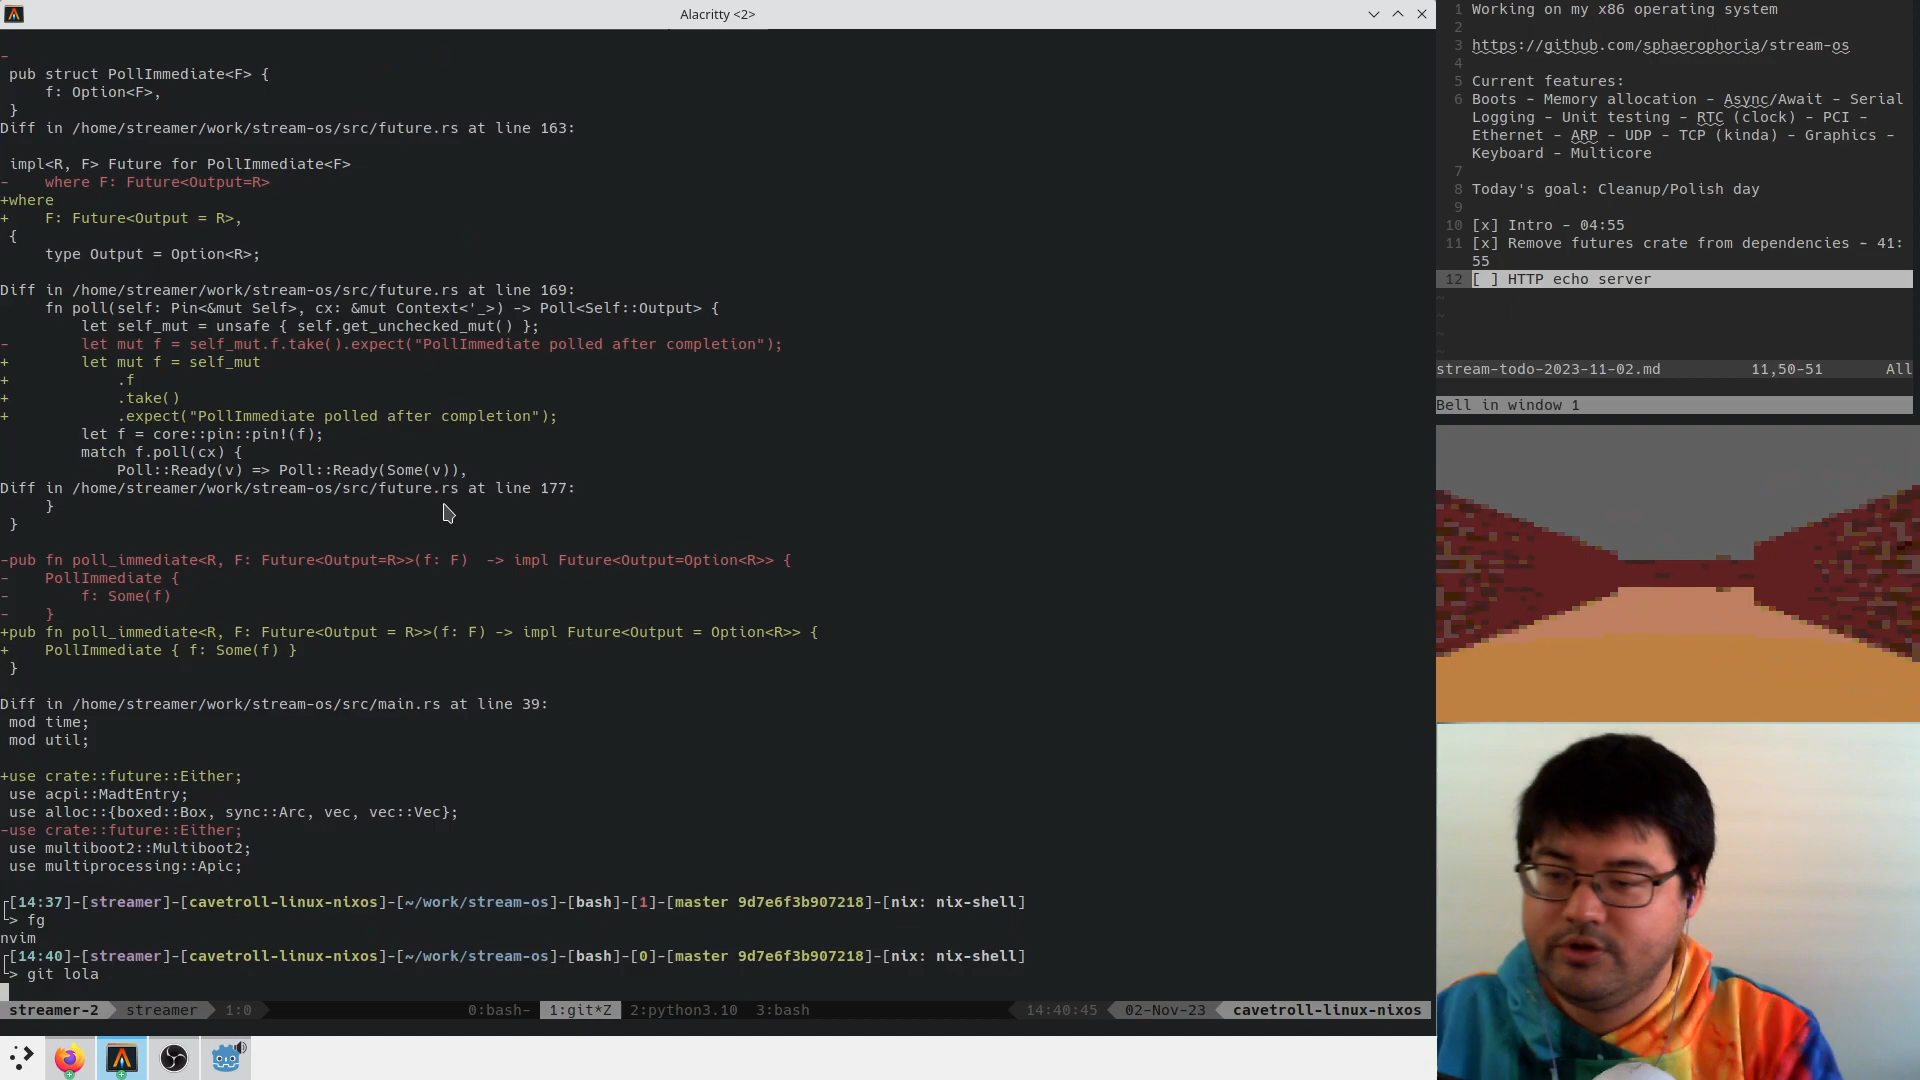 Alacritty <2>
-
pub struct PollImmediate<F> {
f: Option<F>,
}
Diff in /home/streamer/work/stream-os/src/future.rs at line 163:
impl<R, F> Future for PollImmediate<F>
-     where F: Future<Output=R>
+where
+    F: Future<Output = R>,
{
type Output = Option<R>;
Diff in /home/streamer/work/stream-os/src/future.rs at line 169:
fn poll(self: Pin<&mut Self>, cx: &mut Context<'_>) -> Poll<Self::Output> {
let self_mut = unsafe { self.get_unchecked_mut() };
-        let mut f = self_mut.f.take().expect("PollImmediate polled after completion");
+        let mut f = self_mut
+            .f
+            .take()
+            .expect("PollImmediate polled after completion");
let f = core::pin::pin!(f);
match f.poll(cx) {
Poll::Ready(v) => Poll::Ready(Some(v)),
Diff in /home/streamer/work/stream-os/src/future.rs at line 177:
}
}
-pub fn poll_immediate<R, F: Future<Output=R>>(f: F)  -> impl Future<Output=Option<R>> {
-    PollImmediate {
-        f: Some(f)
-    }
+pub fn poll_immediate<R, F: Future<Output = R>>(f: F) -> impl Future<Output = Option<R>> {
+    PollImmediate { f: Some(f) }
}
Diff in /home/streamer/work/stream-os/src/main.rs at line 39:
mod time;
mod util;
+use crate::future::Either;
use acpi::MadtEntry;
use alloc::{boxed::Box, sync::Arc, vec, vec::Vec};
-use crate::future::Either;
use multiboot2::Multiboot2;
use multiprocessing::Apic;
[14:37]-[streamer]-[cavetroll-linux-nixos]-[~/work/stream-os]-[bash]-[1]-[master 9d7e6f3b907218]-[nix: nix-shell]
> fg
nvim
[14:40]-[streamer]-[cavetroll-linux-nixos]-[~/work/stream-os]-[bash]-[0]-[master 9d7e6f3b907218]-[nix: nix-shell]
> git lola
streamer-2 streamer 1:0 0:bash- 1:git*Z 2:python3.10 3:bash 14:40:45 02-Nov-23 cavetroll-linux-nixos
1 Working on my x86 operating system
2
3 https://github.com/sphaerophoria/stream-os
4
5 Current features:
6 Boots - Memory allocation - Async/Await - Serial
Logging - Unit testing - RTC (clock) - PCI -
Ethernet - ARP - UDP - TCP (kinda) - Graphics -
Keyboard - Multicore
7
8 Today's goal: Cleanup/Polish day
9
10 [x] Intro - 04:55
11 [x] Remove futures crate from dependencies - 41:
55
12 [ ] HTTP echo server
~
~
~
~
stream-todo-2023-11-02.md 11,50-51 All
Bell in window 1